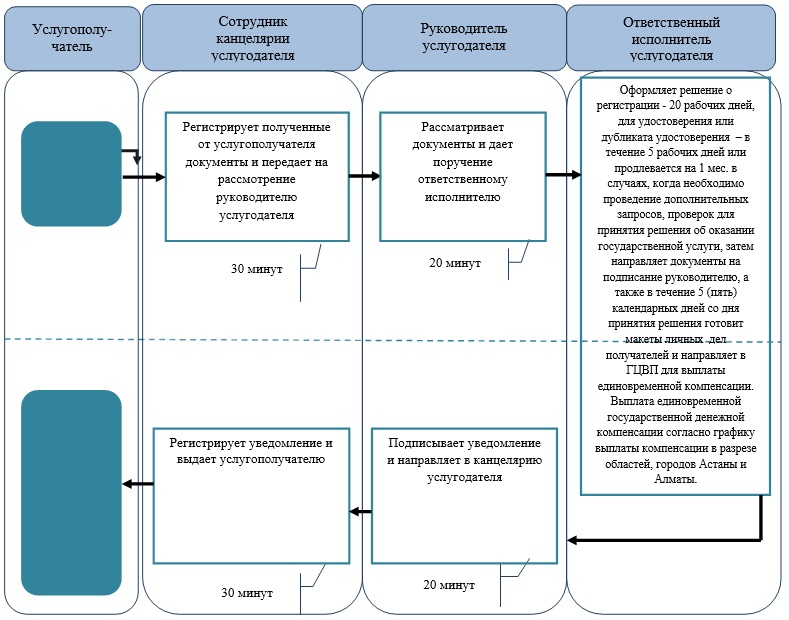 Услугополу-
чатель
Сотрудник
канцелярии
услугодателя
Руководитель
услугодателя
Ответственный
исполнитель
услугодателя
Регистрирует полученные
от услугополучателя
документы и передает на
рассмотрение
руководителю
услугодателя
30 минут
Рассматривает
документы и дает
поручение
ответственному
исполнителю
20 минут
Оформляет решение о
регистрации - 20 рабочих дней,
для удостоверения или
дубликата удостоверения – в
течение 5 рабочих дней или
продлевается на 1 мес. в
случаях, когда необходимо
проведение дополнительных
запросов, проверок для
принятия решения об оказании
государственной услуги, затем
направляет документы на
подписание руководителю, а
также в течение 5 (пять)
календарных дней со дня
принятия решения готовит
макеты личных дел
получателей и направляет в
ГЦВП для выплаты
единовременной компенсации.
Выплата единовременной
государственной денежной
компенсации согласно графику
выплаты компенсации в разрезе
областей, городов Астаны и
Алматы.
Регистрирует уведомление и
выдает услугополучателю
30 минут
Подписывает уведомление
и направляет в канцелярию
услугодателя
20 минут